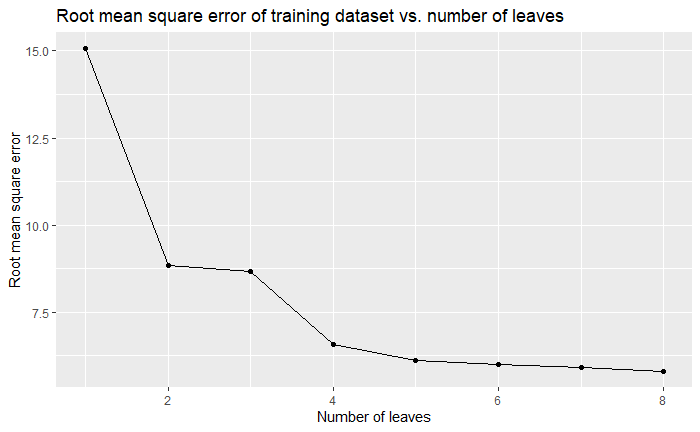 Root mean square error of training dataset vs. number of leaves
Root mean square error
15.0
12.5
10.0
7.5
2
4
6
8
Number of leaves